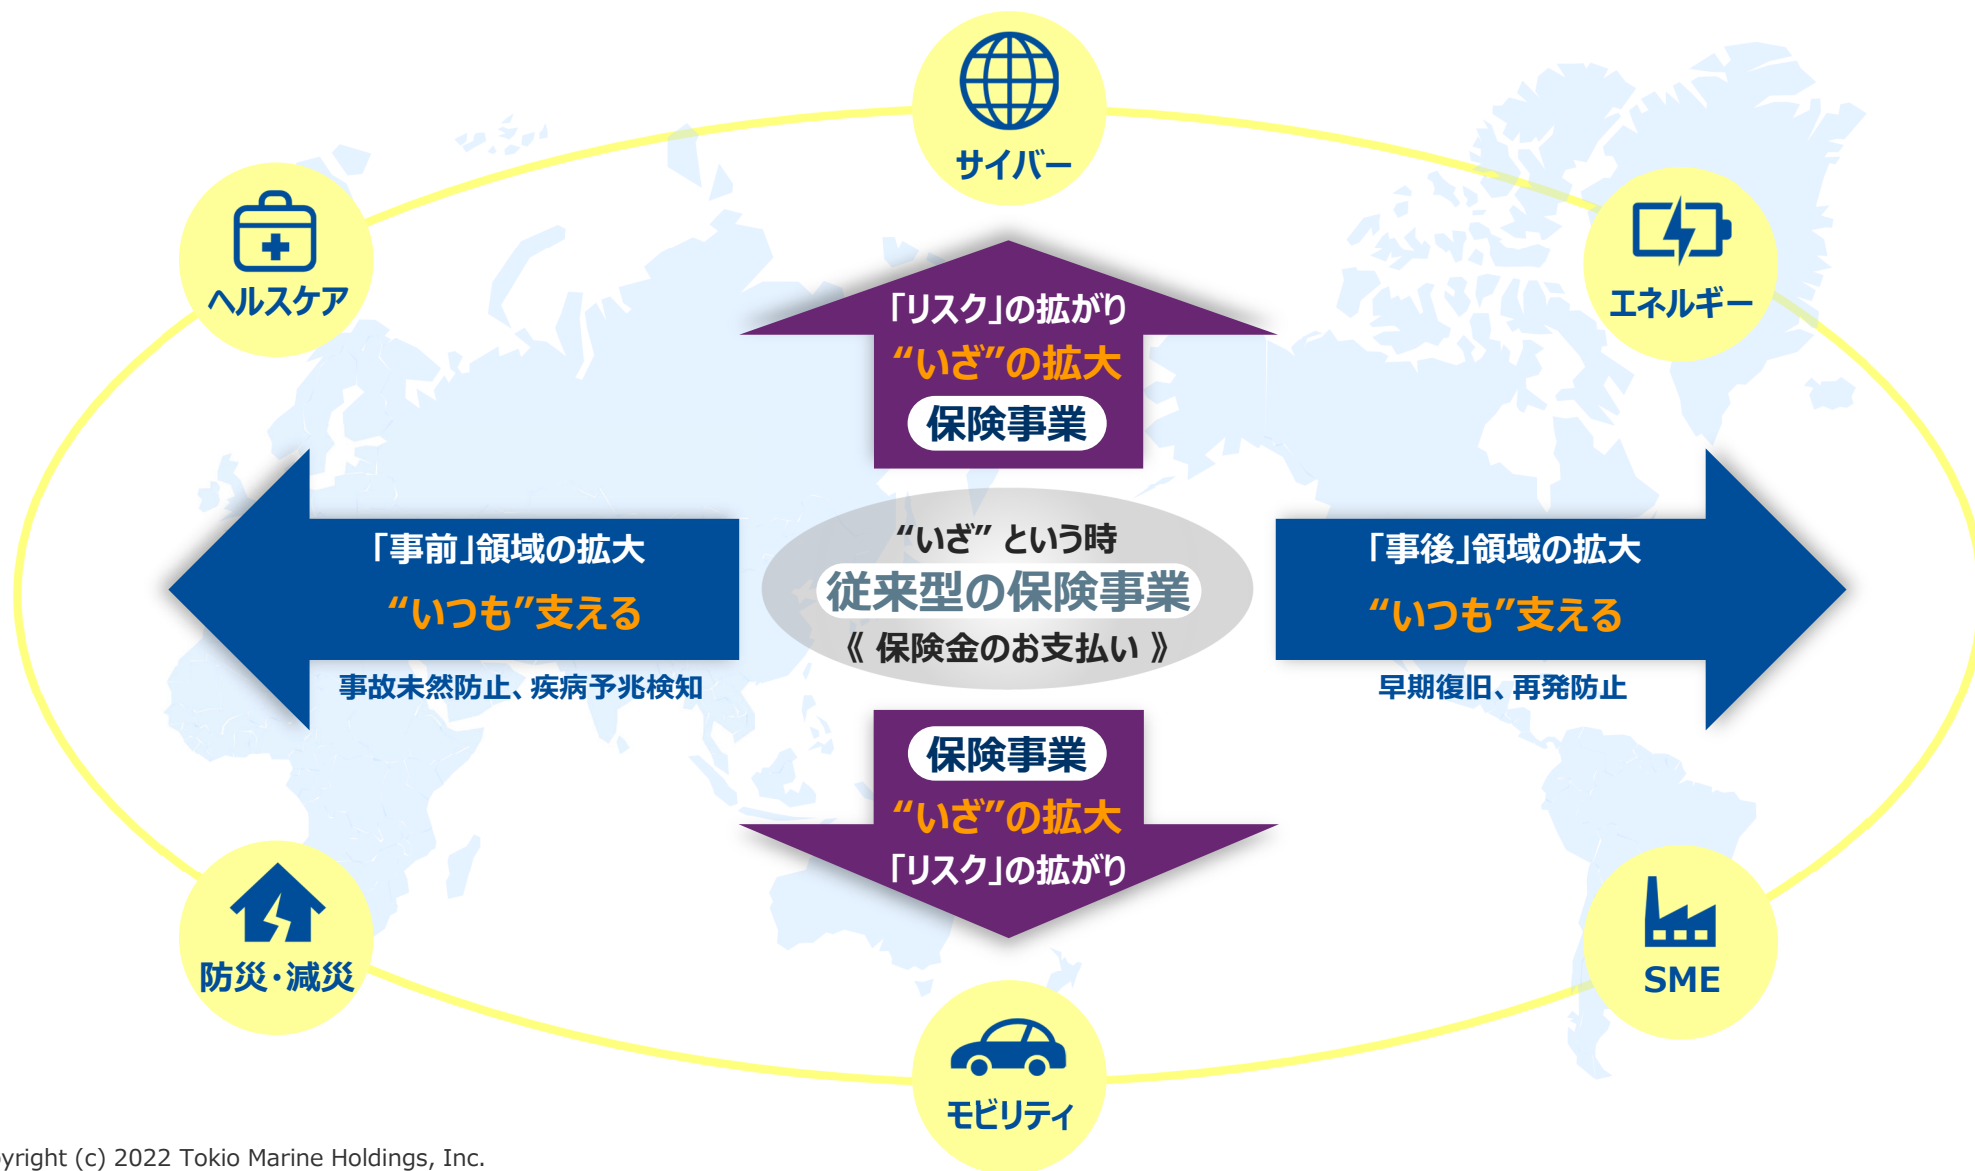 サイバー
ヘルスケア
エネルギー
「リスク」の拡がり
“いざ”の拡大
保険事業
「事前」領域の拡大
“いつも”支える
事故未然防止、疾病予兆検知
“いざ” という時
従来型の保険事業
《 保険金のお支払い 》
「事後」領域の拡大
“いつも”支える
早期復旧、再発防止
保険事業
“いざ”の拡大
「リスク」の拡がり
防災・減災
SME
モビリティ
yright (c) 2022 Tokio Marine Holdings, Inc.